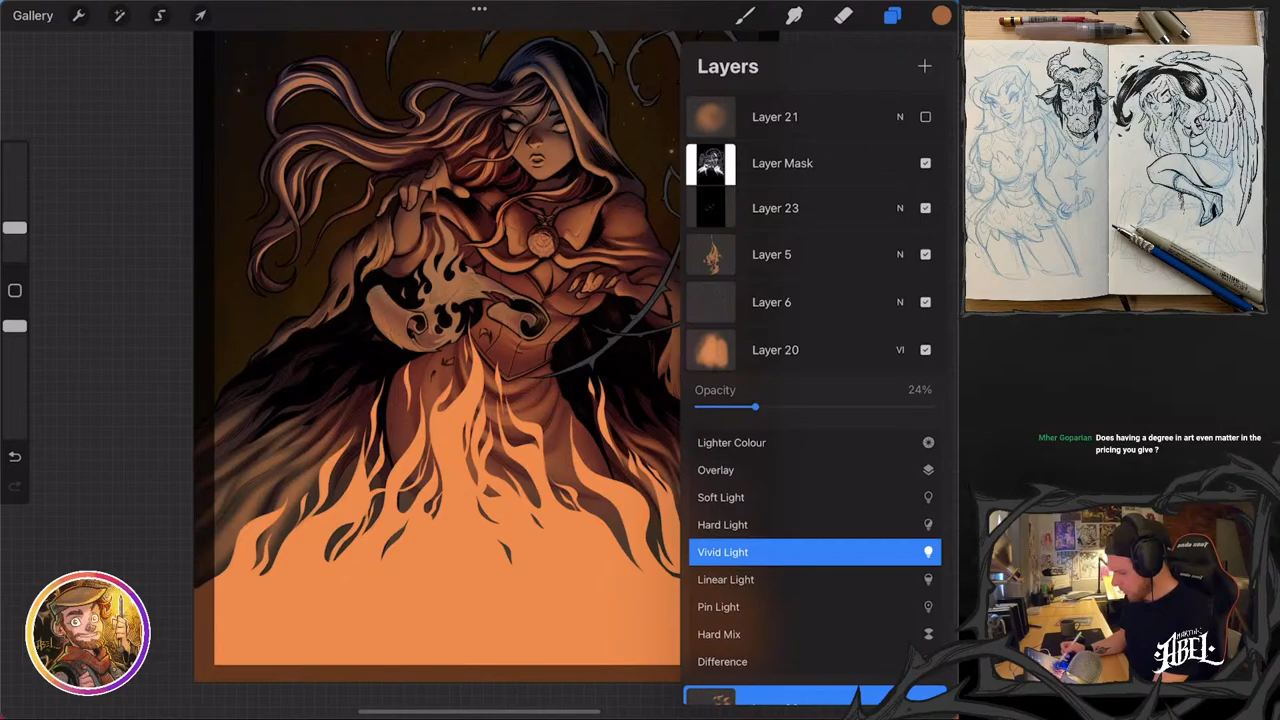 Gallery
Layers
Layer 21
N
Layer Mask
Layer 23
N
Layer 5
N
Layer 6
N
Layer 20
VI
Opacity
24%
Lighter Colour
Overlay
Soft Light
Hard Light
Vivid Light
Linear Light
Pin Light
Hard Mix
Difference
Mher Goparian Does having a degree in art even matter in the
pricing you give ?
MARTIN
ABEL